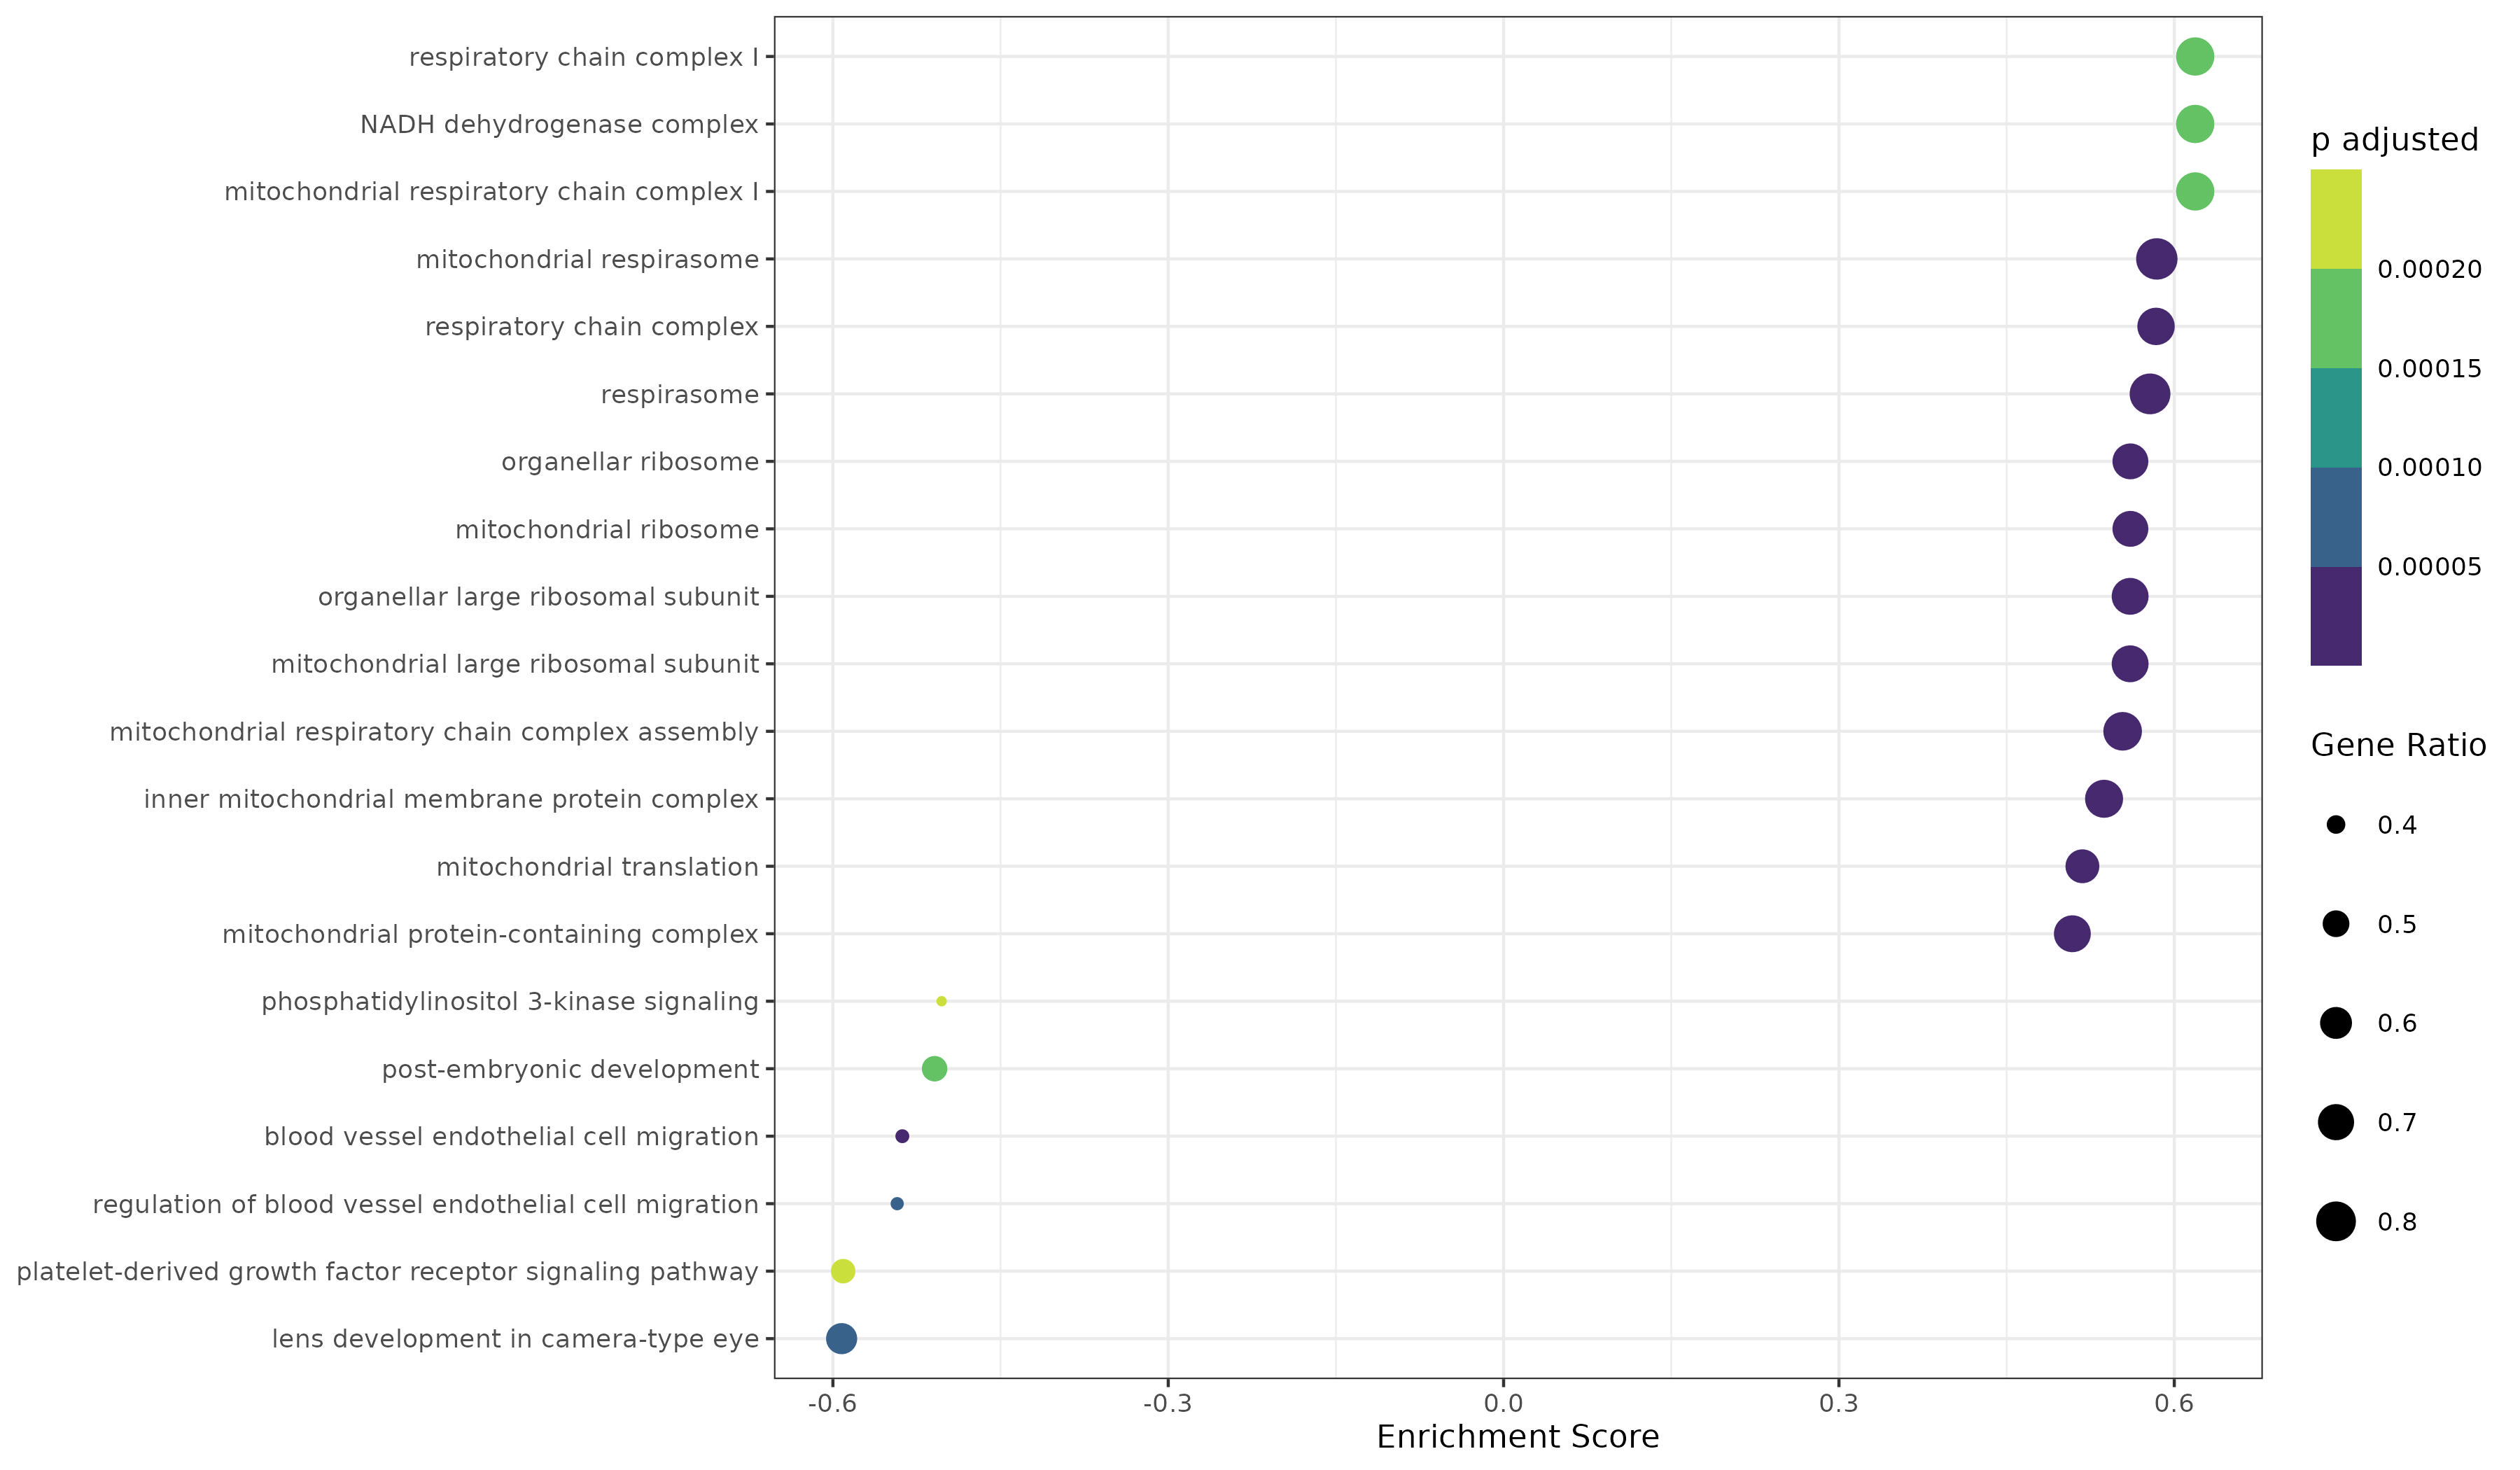 respiratory chain complex I
NADH dehydrogenase complex
mitochondrial respiratory chain complex I
mitochondrial respirasome
respiratory chain complex
respirasome
organellar ribosome
mitochondrial ribosome
organellar large ribosomal subunit
mitochondrial large ribosomal subunit
mitochondrial respiratory chain complex assembly
inner mitochondrial membrane protein complex
mitochondrial translation
mitochondrial protein-containing complex
phosphatidylinositol 3-kinase signaling
post-embryonic development
blood vessel endothelial cell migration
regulation of blood vessel endothelial cell migration
platelet-derived growth factor receptor signaling pathway
lens development in camera-type eye
-0.6 -0.3 0.0 0.3 0.6
Enrichment Score
p adjusted
0.00020
0.00015
0.00010
0.00005
Gene Ratio
0.4
0.5
0.6
0.7
0.8